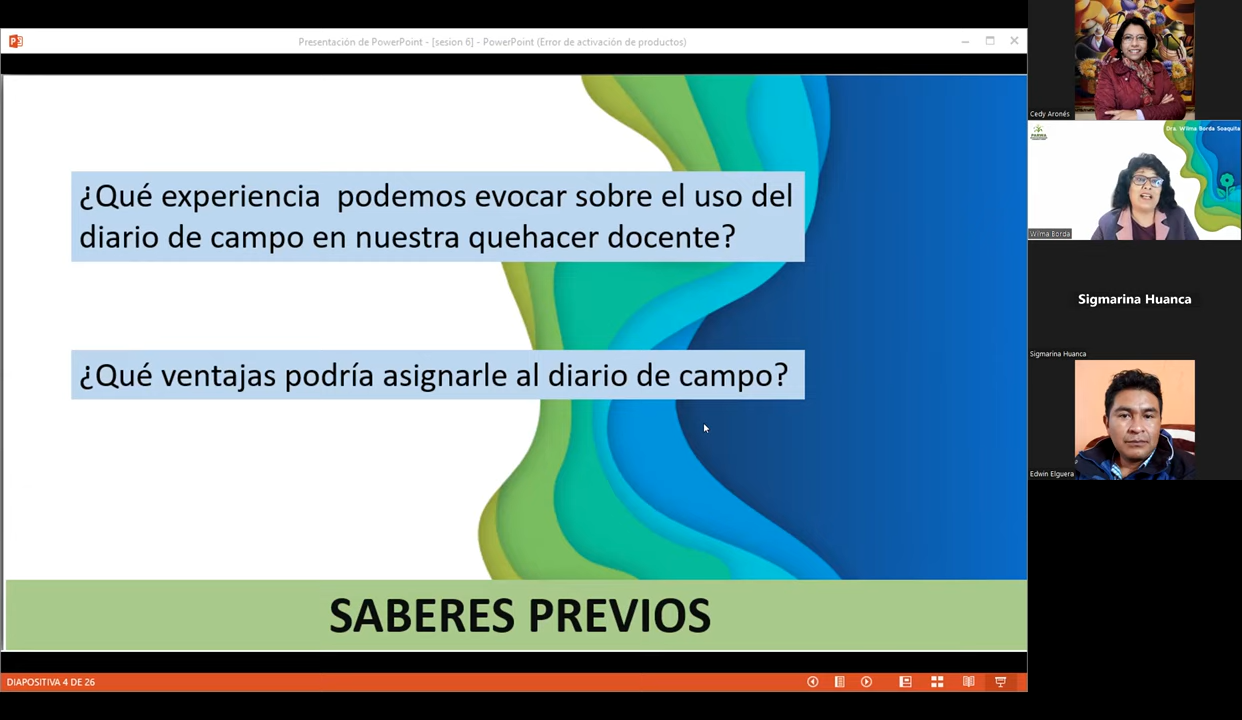 Presentación de PowerPoint - [sesion 6] - PowerPoint (Error de activación de productos)
¿Qué experiencia podemos evocar sobre el uso del
diario de campo en nuestra quehacer docente?
¿Qué ventajas podría asignarle al diario de campo?
SABERES PREVIOS
DIAPOSITIVA 4 DE 26
Cedy Aronés
Dra. Wilma Borda Soaquita
Wilma Borda
Sigmarina Huanca
Sigmarina Huanca
Edwin Elguera